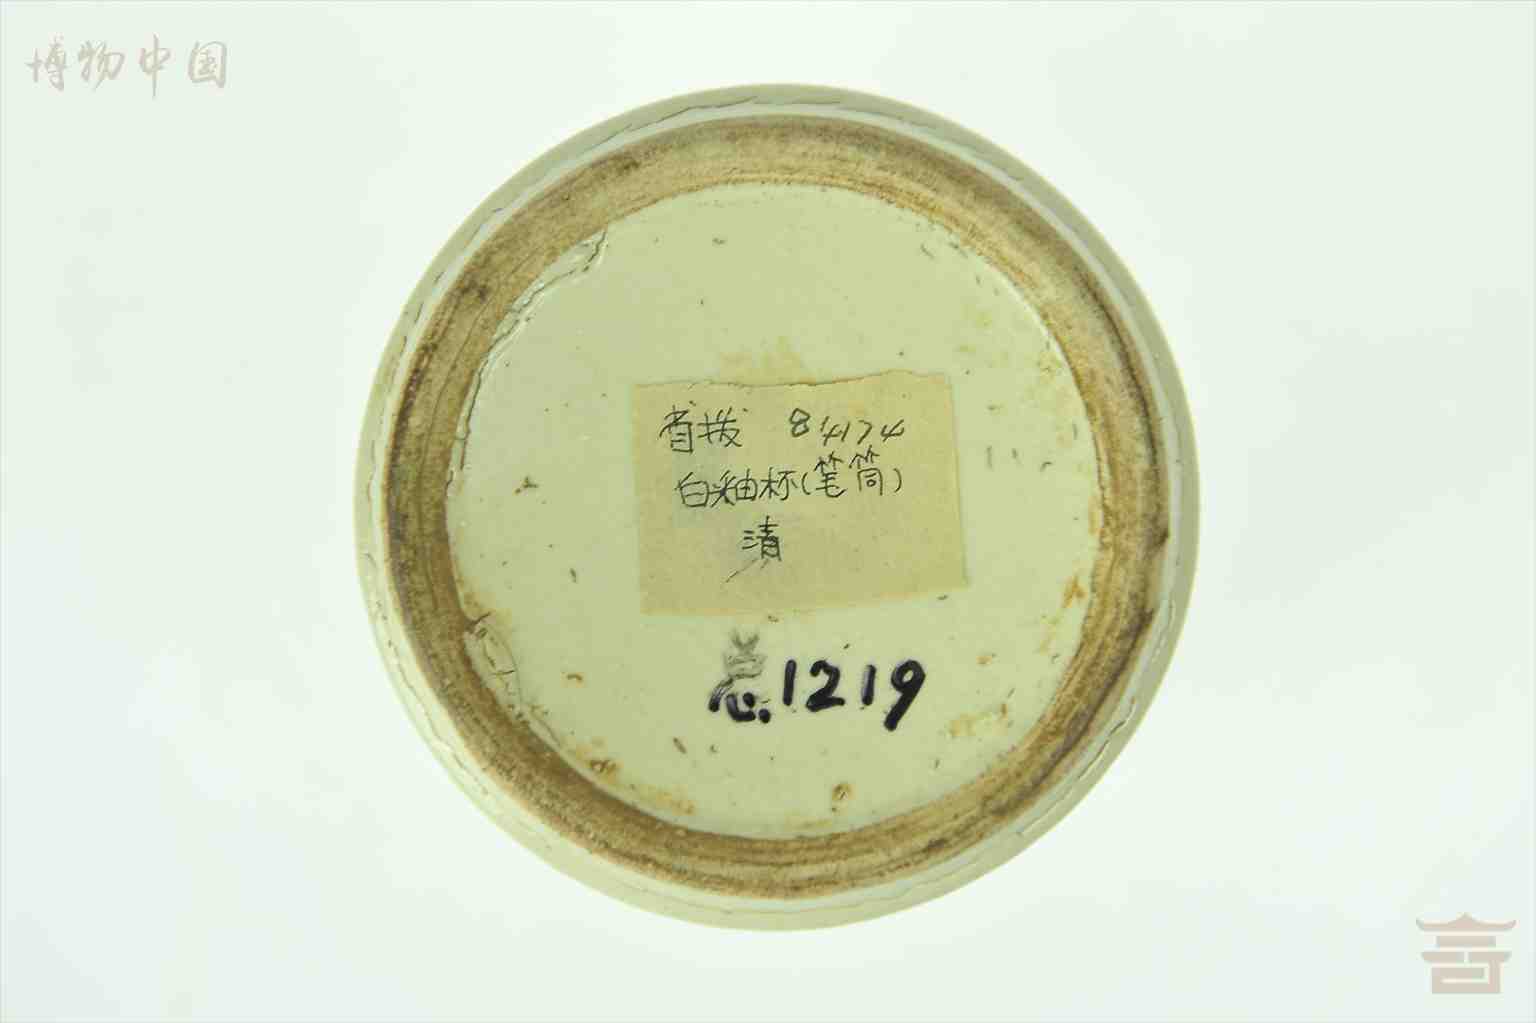 博物中国
省拨 84174
白釉杯(笔筒)
清
总.1219